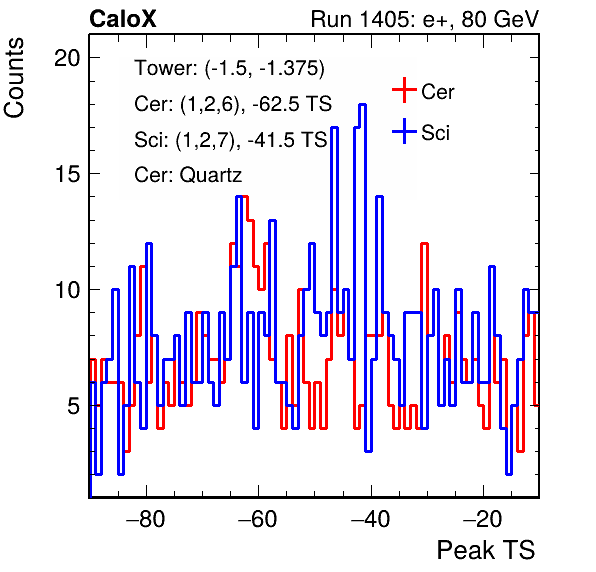 CaloX Run 1405: e+, 80 GeV
Counts
20
15
10
5
Tower: (-1.5, -1.375)
Cer: (1,2,6), -62.5 TS
Sci: (1,2,7), -41.5 TS
Cer: Quartz
Cer
Sci
−80 −60 −40 −20
Peak TS